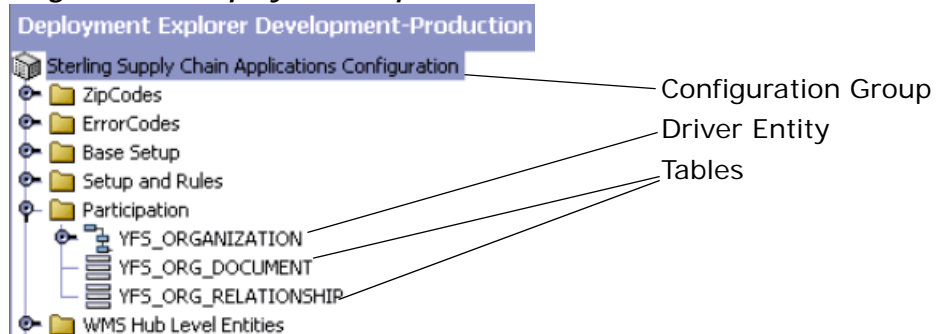 Deployment Explorer Development-Production
Sterling Supply Chain Applications Configuration
Configuration Group
ZipCodes
ErrorCodes
Driver Entity
Base Setup
Tables
Setup and Rules
Participation
YFS_ORGANIZATION
YFS_ORG_DOCUMENT
YFS_ORG_RELATIONSHIP
WMS Hub Level Entities